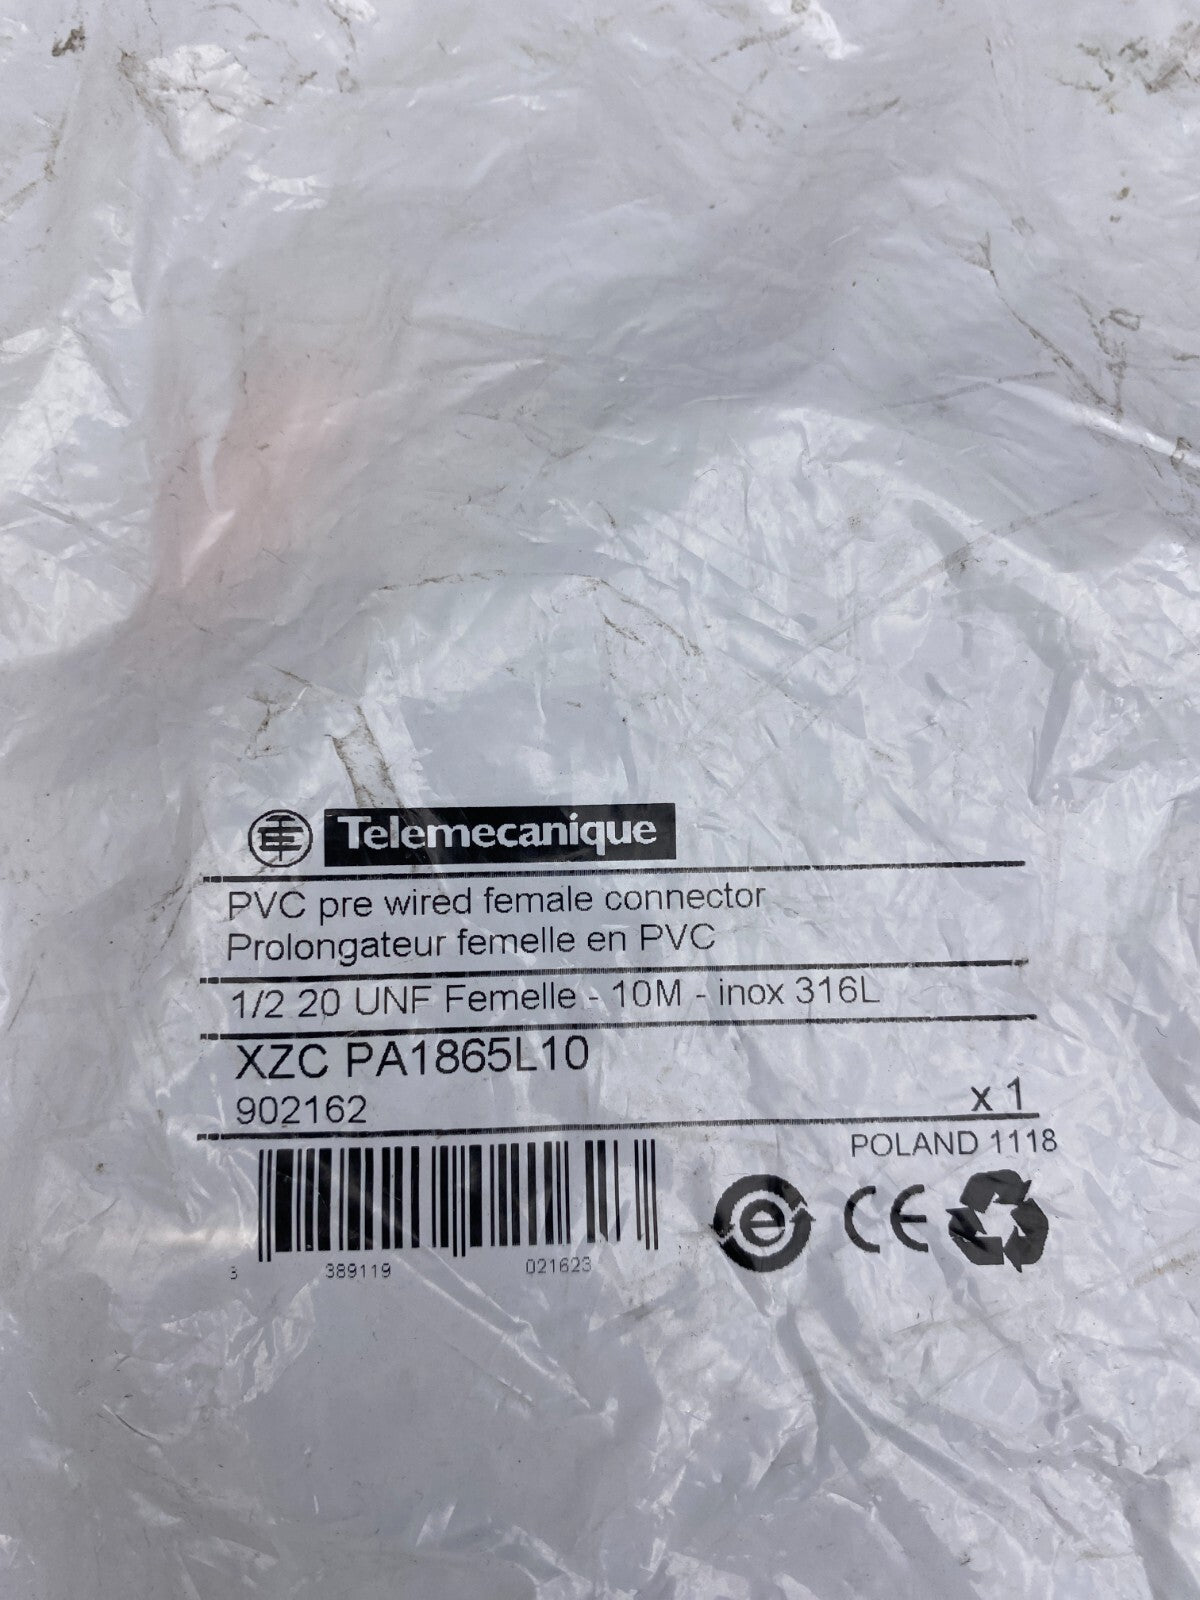 Telemecanique
PVC pre wired female connector
Prolongateur femelle en PVC
1/2 20 UNF Femelle - 10M - inox 316L
XZC PA1865L10
902162
x 1
POLAND 1118
3 389119 021623
e CE